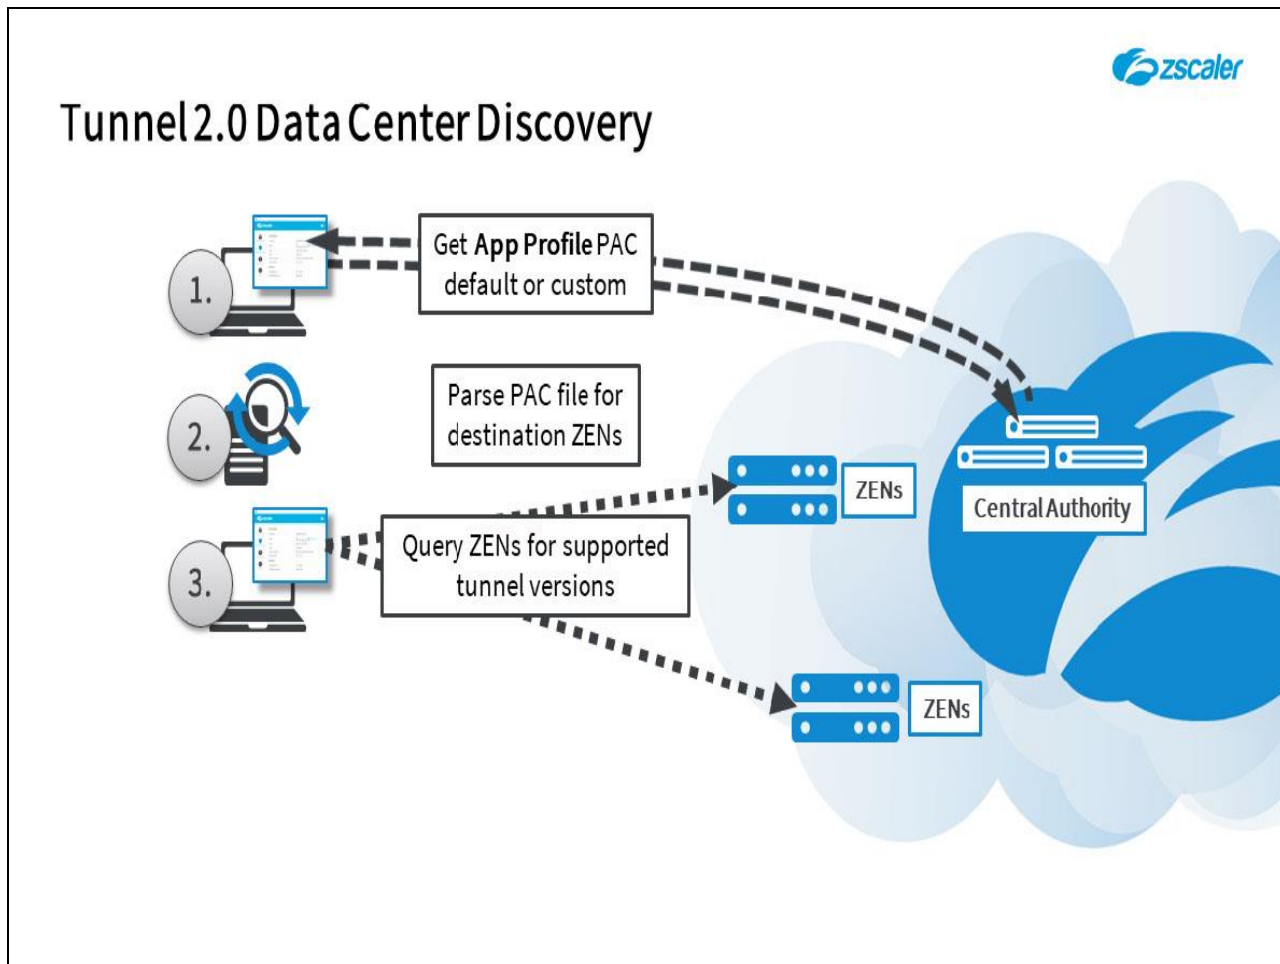 zscaler
Tunnel 2.0 Data Center Discovery
1.
Get App Profile PAC
default or custom
2.
Parse PAC file for
destination ZENs
ZENs
Central Authority
3.
Query ZENs for supported
tunnel versions
ZENs